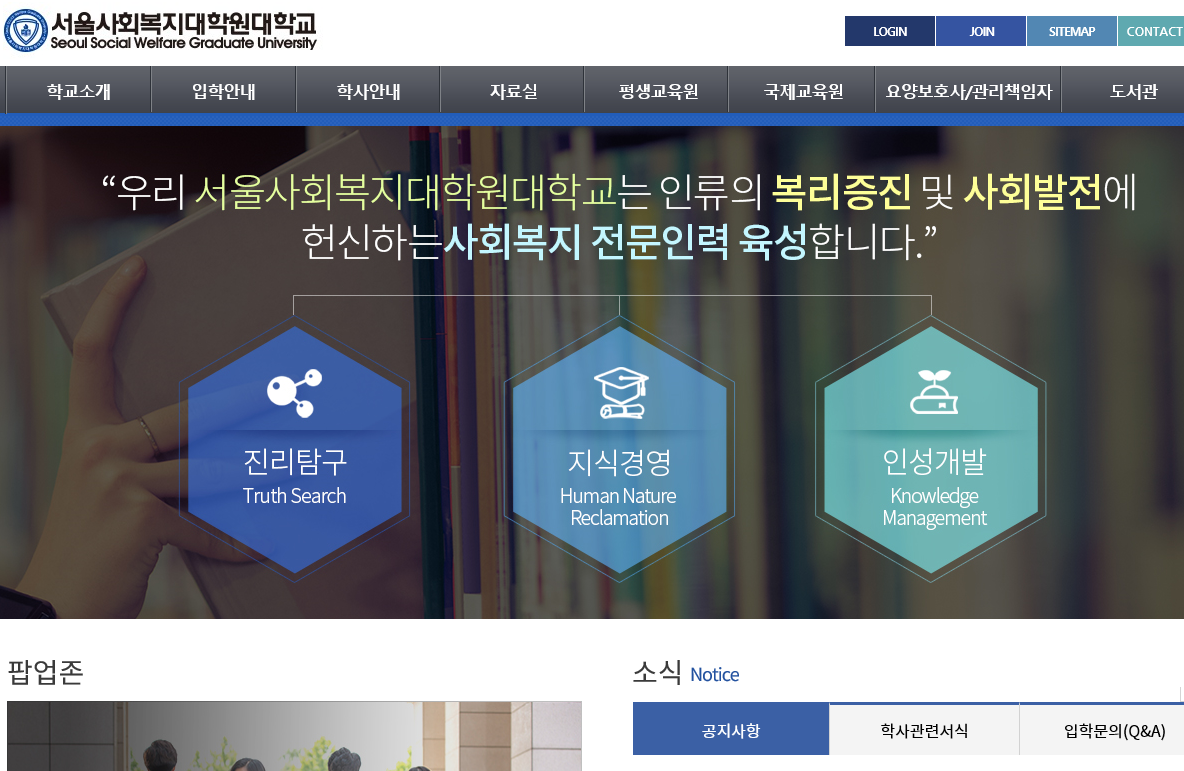 서울사회복지대학원대학교
Seoul Social Welfare Graduate University
LOGIN JOIN SITEMAP CONTACT
학교소개 입학안내 학사안내 자료실 평생교육원 국제교육원 요양보호사/관리책임자 도서관
“우리 서울사회복지대학원대학교는 인류의 복리증진 및 사회발전에
헌신하는사회복지 전문인력 육성합니다.”
진리탐구
Truth Search
지식경영
Human Nature
Reclamation
인성개발
Knowledge
Management
팝업존
소식 Notice
공지사항 학사관련서식 입학문의(Q&A)